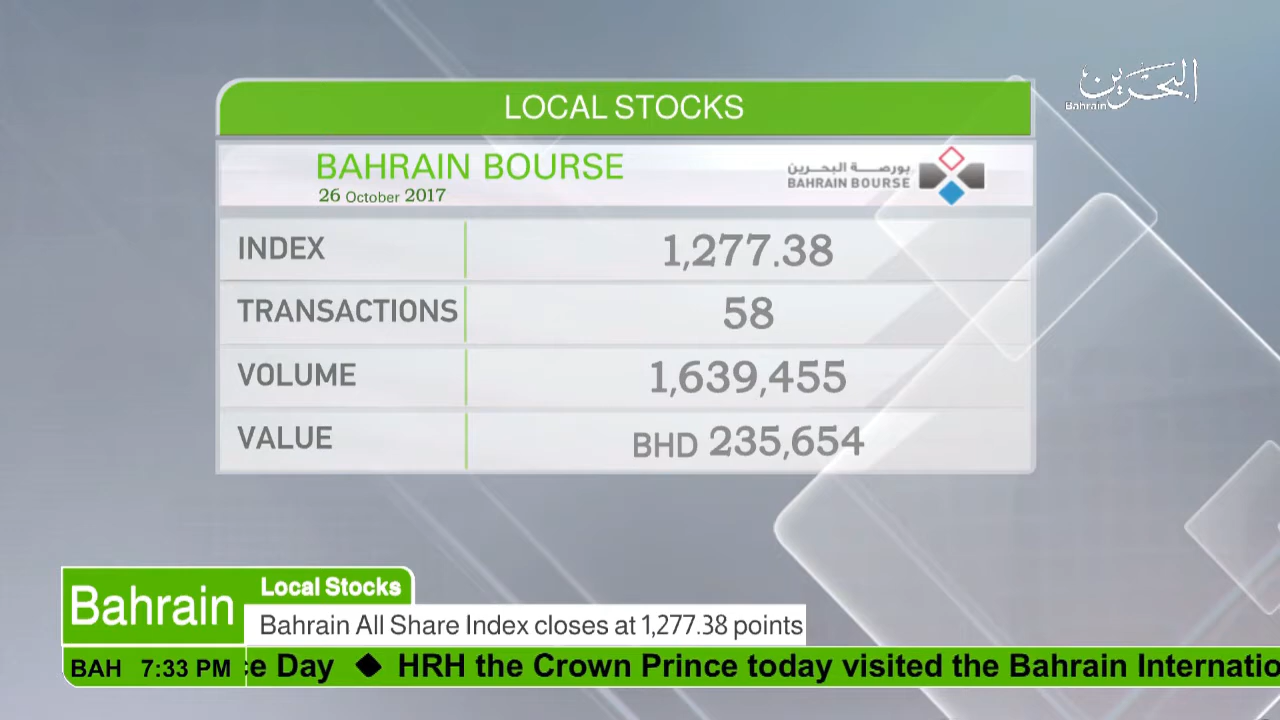 LOCAL STOCKS
البحرين
Bahrain
BAHRAIN BOURSE
26 October 2017
بورصة البحرين
BAHRAIN BOURSE
INDEX 1,277.38
TRANSACTIONS 58
VOLUME 1,639,455
VALUE BHD 235,654
Bahrain
Local Stocks
Bahrain All Share Index closes at 1,277.38 points
BAH 7:33 PM
Day ◆ HRH the Crown Prince today visited the Bahrain